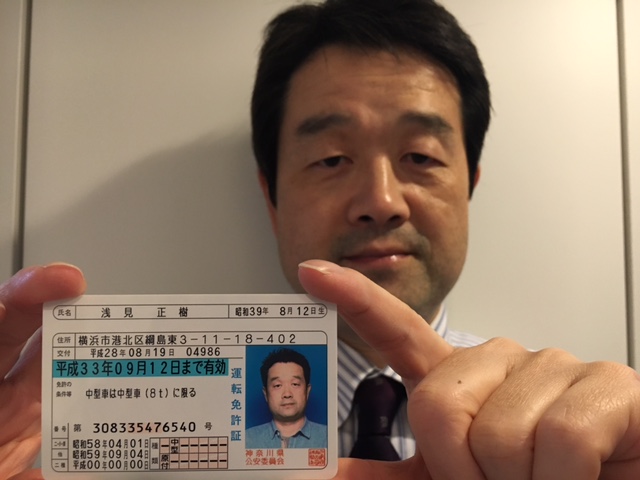 氏名 浅見 正樹 昭和39年 8月12日生
住所 横浜市港北区綱島東3-11-18-402
交付 平成28年08月19日 04986
平成33年09月12日まで有効
免許の
条件等
中型車は中型車(8t)に限る
運転免許証
番号 第 308335476540 号
二小原 昭和58年04月01日
他 昭和59年09月04日
二種 平成00年00月00日
種類
中型
原付
神奈川県
公安委員会